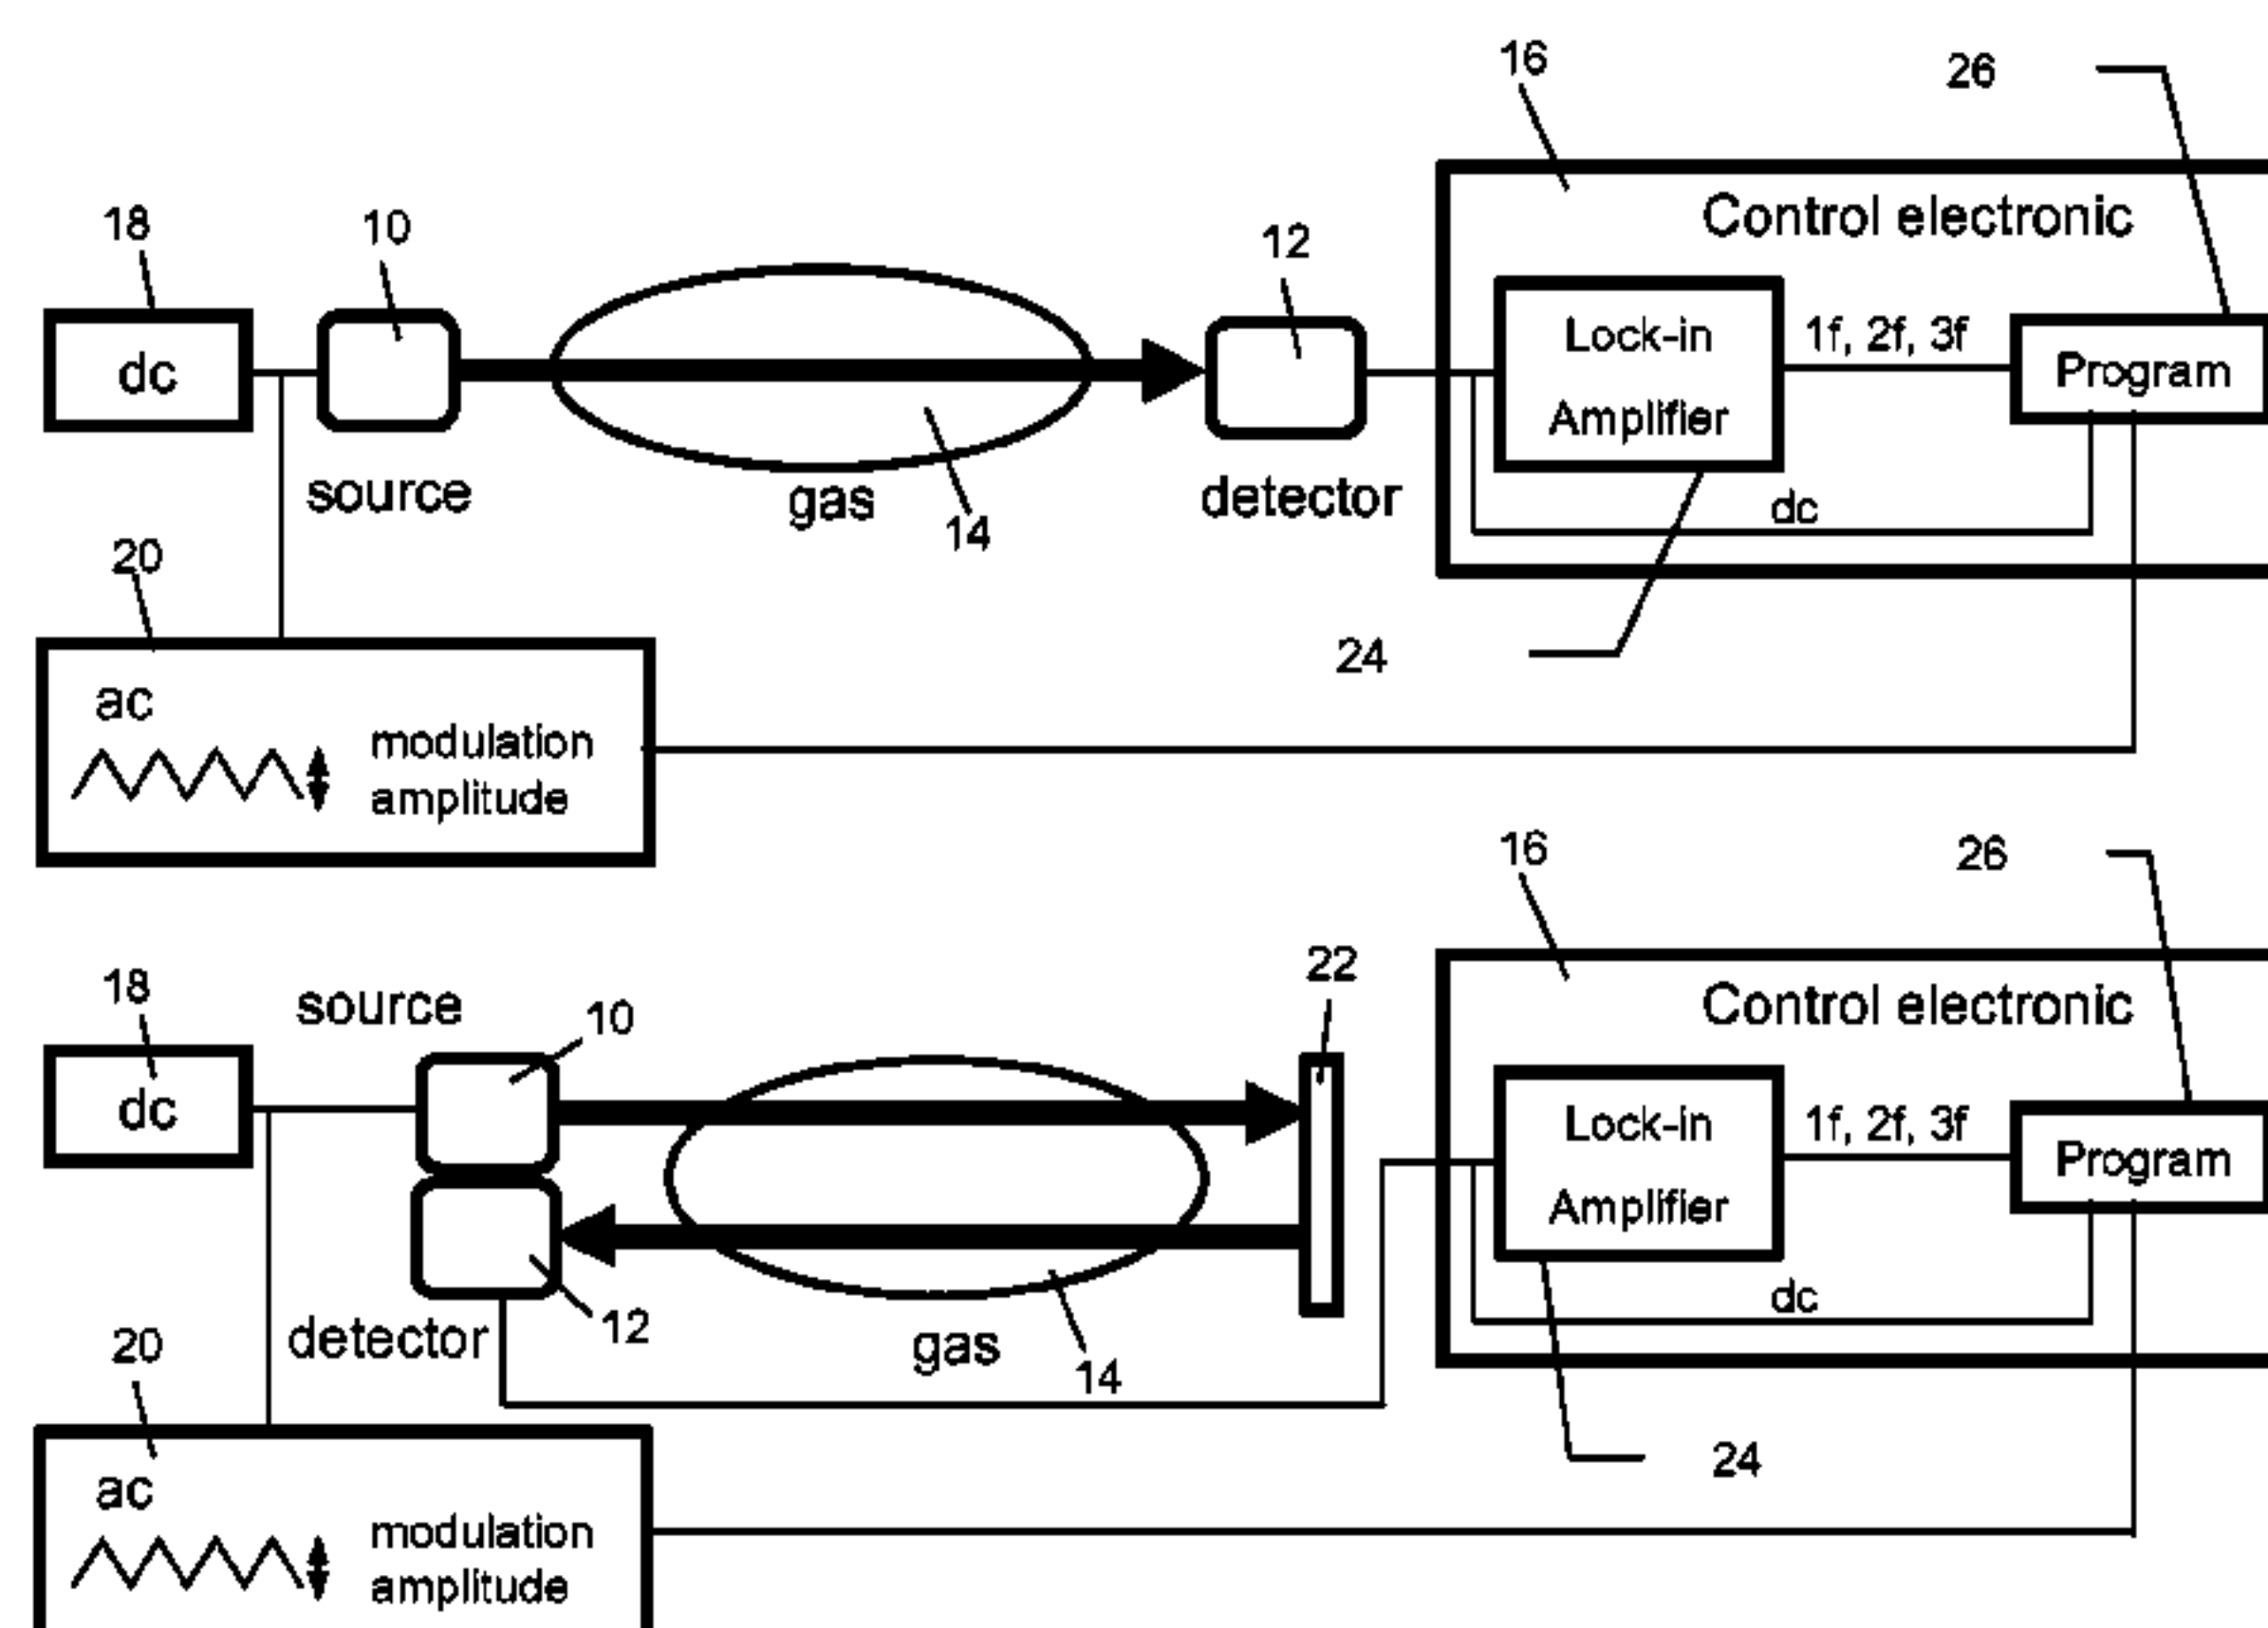 16
26
Control electronic
18
10
12
dc
Lock-in
Amplifier
1f, 2f, 3f
Program
source
gas
14
detector
dc
20
24
ac
modulation
amplitude
16
26
22
Control electronic
18
source
10
dc
Lock-in
Amplifier
1f, 2f, 3f
Program
dc
20
detector
12
gas
14
24
ac
modulation
amplitude